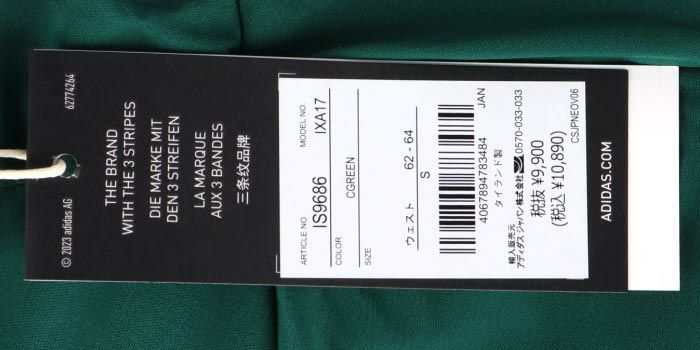 62774264
THE BRAND
WITH THE 3 STRIPES
DIE MARKE MIT
DEN 3 STREIFEN
LA MARQUE
AUX 3 BANDES
三条纹品牌
© 2023 adidas AG
ARTICLE NO. MODEL NO.
IS9686 IXA17
COLOR
CGREEN
SIZE
ウェスト 62 - 64
S
JAN
4067894783484
タイランド製
輸入販売元
アディダス ジャパン株式会社 0570-033-033
税抜 ¥9,900
(税込 ¥10,890)
CSJPNEOV06
ADIDAS.COM